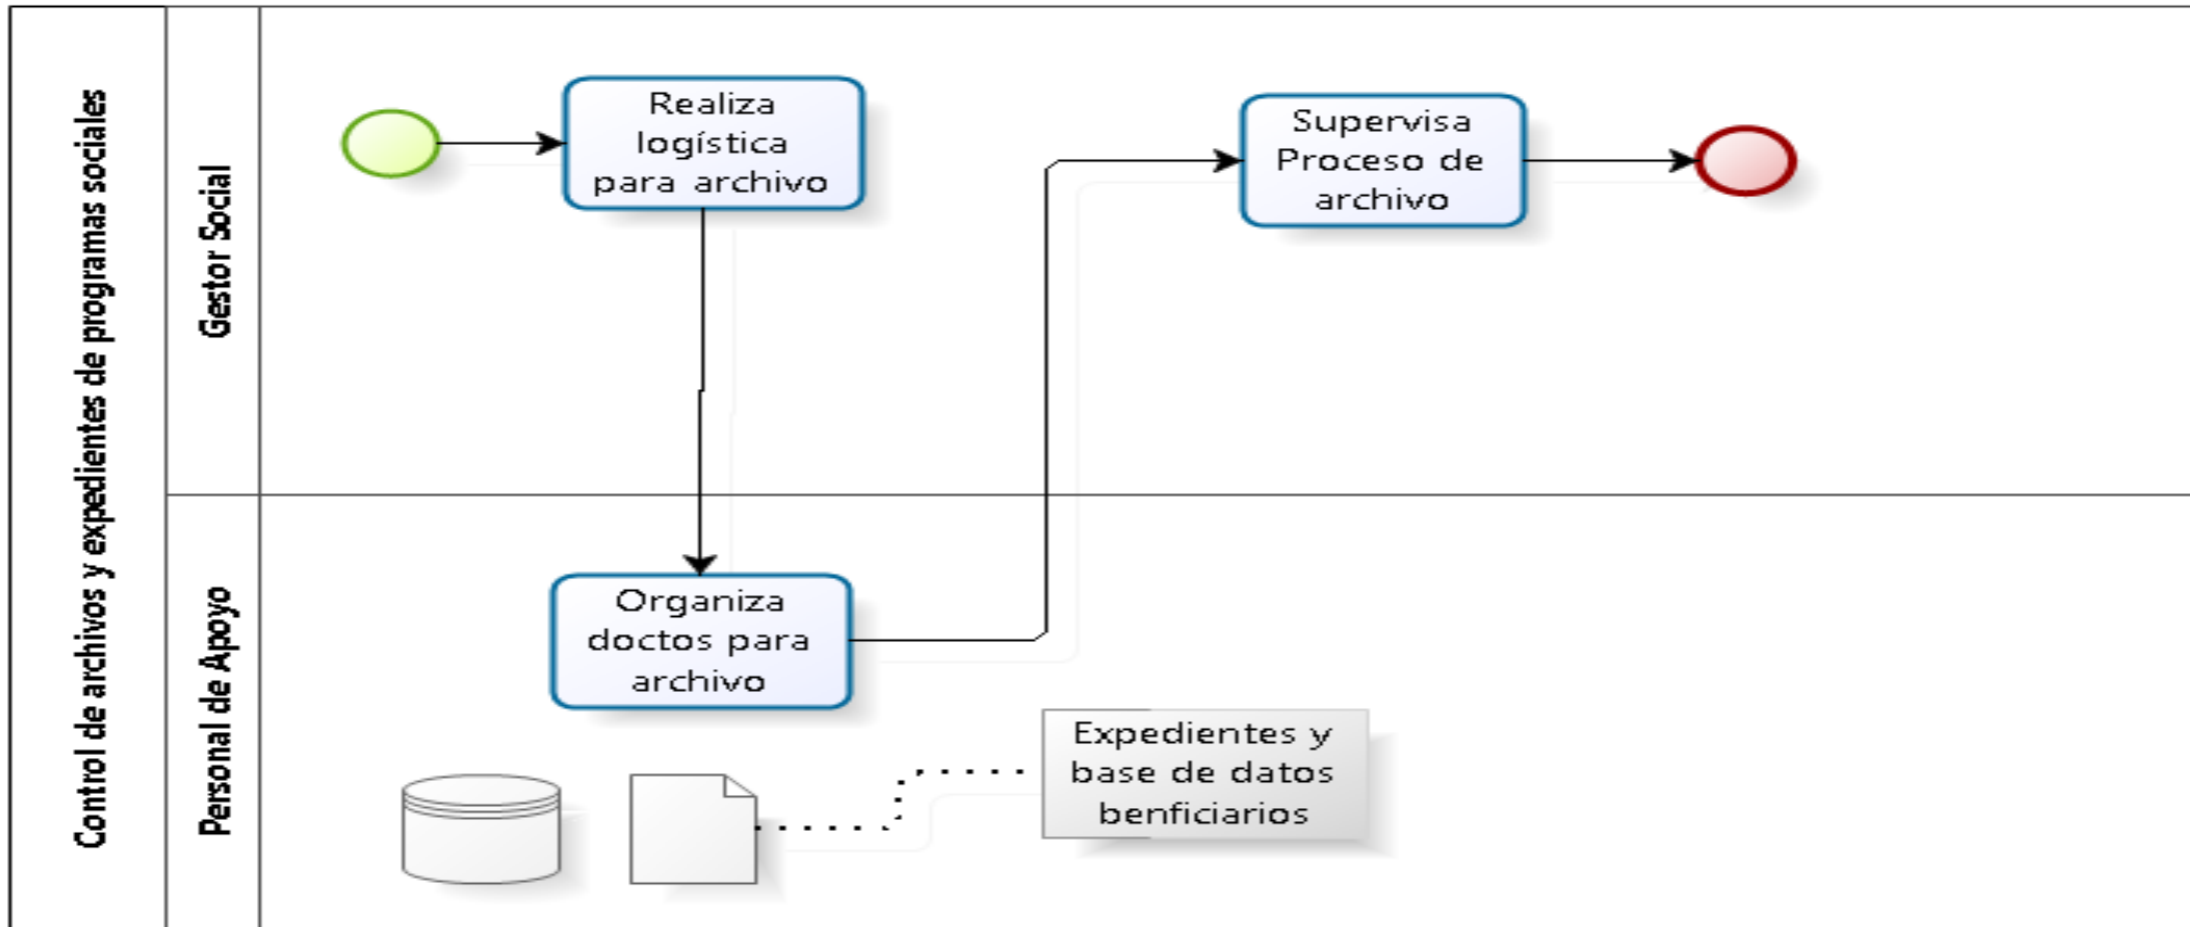 Control de archivos y expedientes de programas sociales
Gestor Social
Realiza
logística
para archivo
Supervisa
Proceso de
archivo
Personal de Apoyo
Organiza
doctos para
archivo
Expedientes y
base de datos
benficiarios